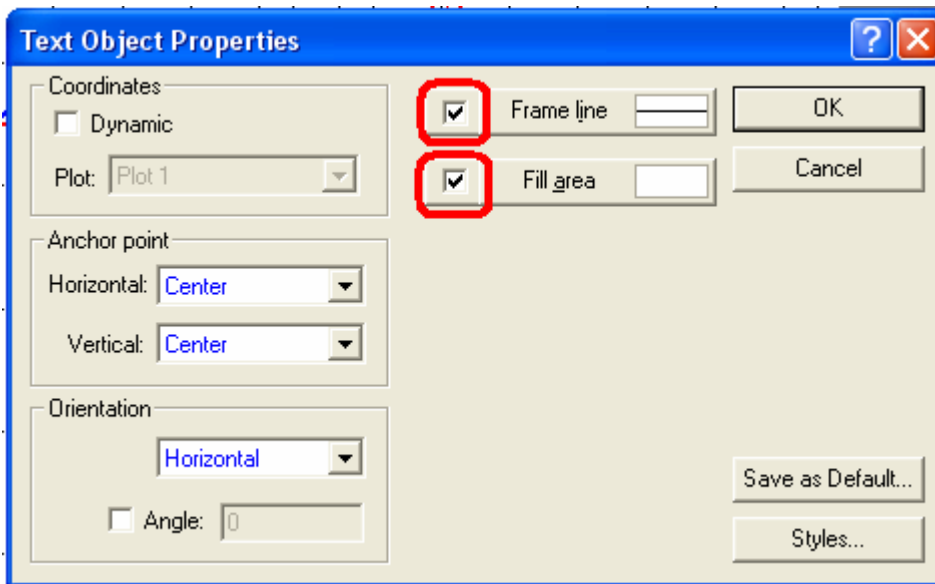 Text Object Properties
Coordinates
Dynamic
Plot: Plot 1
Anchor point
Horizontal: Center
Vertical: Center
Orientation
Horizontal
Angle: 0
Frame line
Fill area
OK
Cancel
Save as Default...
Styles...